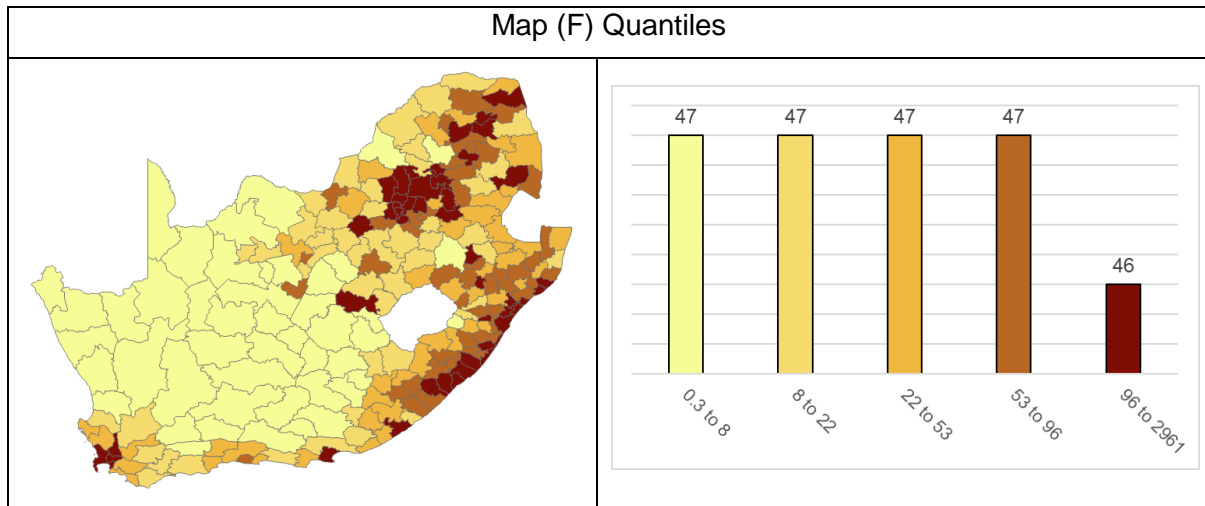 Map (F) Quantiles
47
47
47
47
46
0.3 to 8
8 to 22
22 to 53
53 to 96
96 to 2961